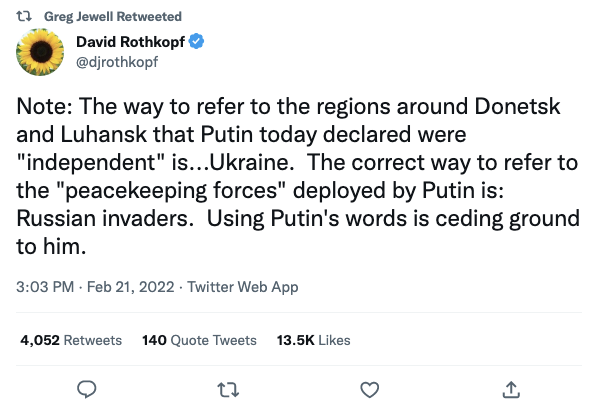 Greg Jewell Retweeted
David Rothkopf
@djrothkopf
Note: The way to refer to the regions around Donetsk
and Luhansk that Putin today declared were
"independent" is...Ukraine.  The correct way to refer to
the "peacekeeping forces" deployed by Putin is:
Russian invaders.  Using Putin's words is ceding ground
to him.
3:03 PM · Feb 21, 2022 · Twitter Web App
4,052 Retweets 140 Quote Tweets 13.5K Likes